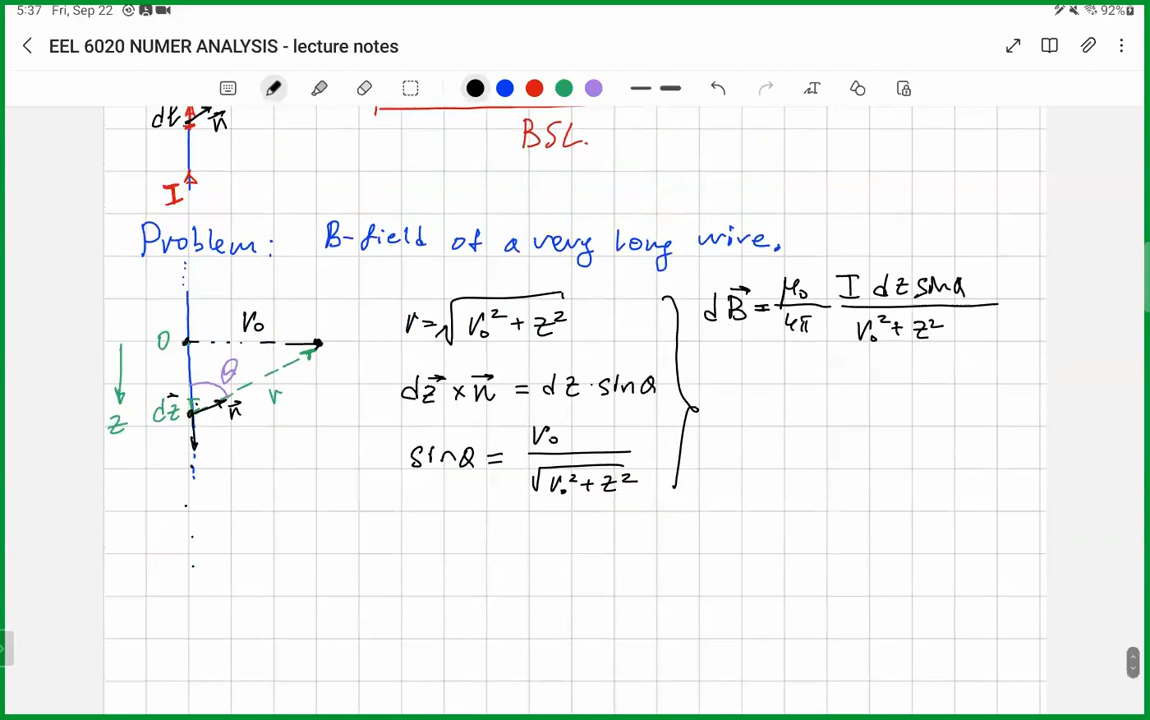 5:37 Fri, Sep 22
92%
EEL 6020 NUMER ANALYSIS - lecture notes
dℓ n⃗
BSL.
I
Problem: B-field of a very long wire.
0
r₀
θ
r
z
dz⃗ n⃗
r=√(r₀²+z²)
dz⃗ × n⃗ = dz·sinθ
sinθ = r₀/√(r₀²+z²)
dB⃗ = μ₀/4π I dz sinθ/(r₀²+z²)